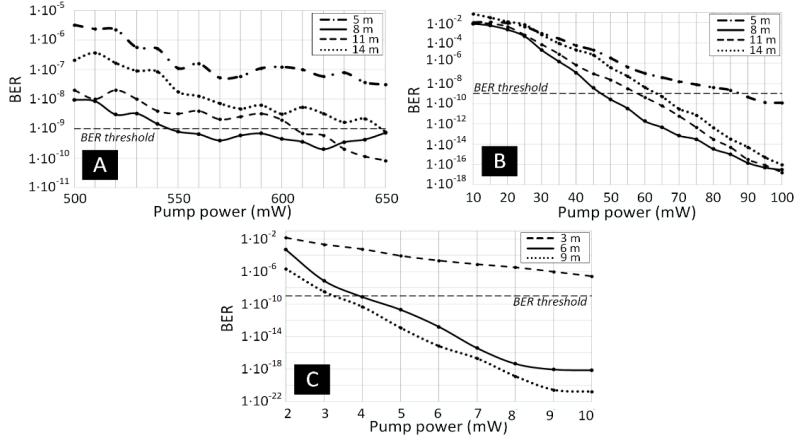 1·10-5
1·10-6
1·10-7
1·10-8
1·10-9
1·10-10
1·10-11
BER
5 m
8 m
11 m
14 m
BER threshold
A
500
550
600
650
Pump power (mW)
1·10-2
1·10-4
1·10-6
1·10-8
1·10-10
1·10-12
1·10-14
1·10-16
1·10-18
BER
5 m
8 m
11 m
14 m
BER threshold
B
10 20 30 40 50 60 70 80 90 100
Pump power (mW)
1·10-2
1·10-6
1·10-10
1·10-14
1·10-18
1·10-22
BER
3 m
6 m
9 m
BER threshold
C
2 3 4 5 6 7 8 9 10
Pump power (mW)